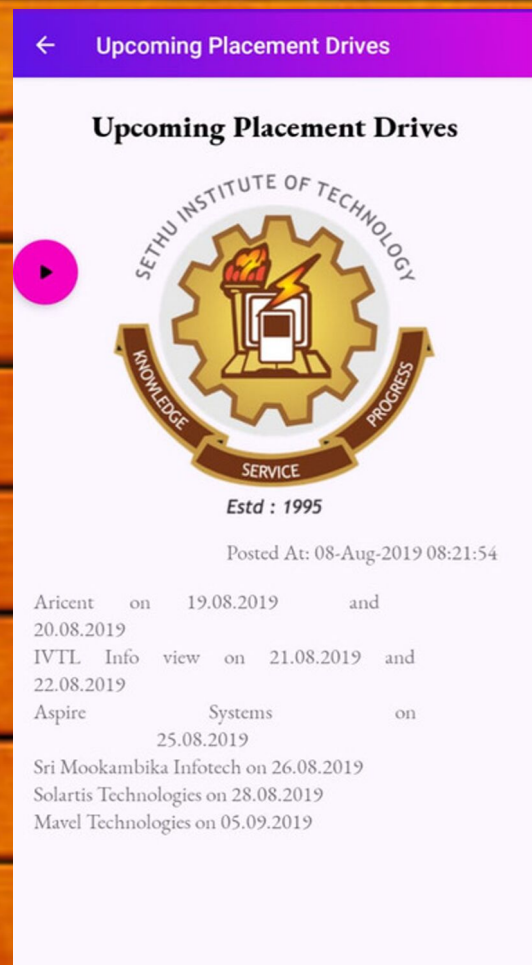 Upcoming Placement Drives
Upcoming Placement Drives
SETHU INSTITUTE OF TECHNOLOGY
KNOWLEDGE
SERVICE
PROGRESS
Estd : 1995
Posted At: 08-Aug-2019 08:21:54
Aricent on 19.08.2019 and
20.08.2019
IVTL Info view on 21.08.2019 and
22.08.2019
Aspire Systems on
25.08.2019
Sri Mookambika Infotech on 26.08.2019
Solartis Technologies on 28.08.2019
Mavel Technologies on 05.09.2019